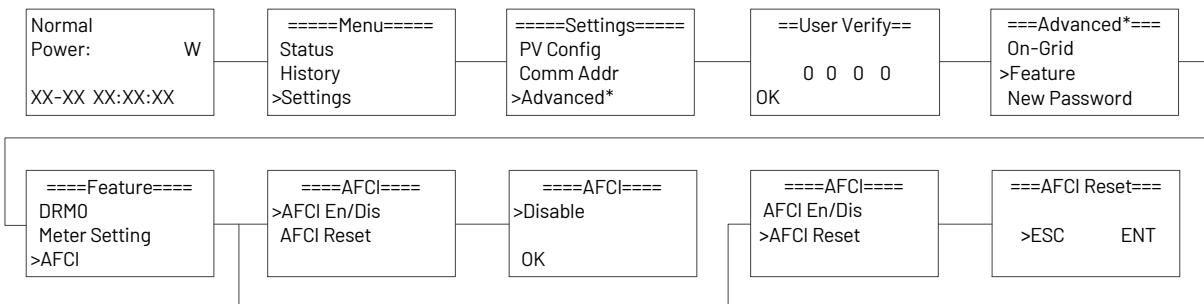 Normal
Power: W
XX-XX XX:XX:XX
=====Menu=====
Status
History
>Settings
=====Settings=====
PV Config
Comm Addr
>Advanced*
==User Verify==
0 0 0 0
OK
===Advanced*===
On-Grid
>Feature
New Password
====Feature====
DRM0
Meter Setting
>AFCI
====AFCI====
>AFCI En/Dis
AFCI Reset
====AFCI====
>Disable
OK
====AFCI====
AFCI En/Dis
>AFCI Reset
===AFCI Reset===
>ESC ENT